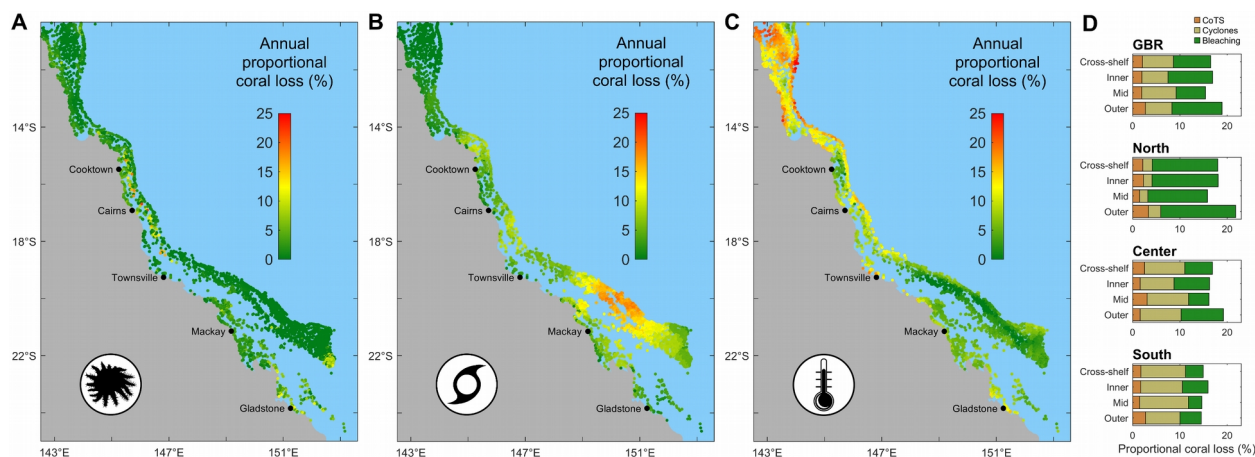 A
Annual
proportional
coral loss (%)
25
20
15
10
5
0
14°S
18°S
22°S
Cooktown
Cairns
Townsville
Mackay
Gladstone
143°E
147°E
151°E
B
Annual
proportional
coral loss (%)
25
20
15
10
5
0
Cooktown
Cairns
Townsville
Mackay
Gladstone
143°E
147°E
151°E
C
Annual
proportional
coral loss (%)
25
20
15
10
5
0
14°S
18°S
22°S
Cooktown
Cairns
Townsville
Mackay
Gladstone
143°E
147°E
151°E
D
CoTS
Cyclones
Bleaching
GBR
Cross-shelf
Inner
Mid
Outer
0 10 20
North
Cross-shelf
Inner
Mid
Outer
0 10 20
Center
Cross-shelf
Inner
Mid
Outer
0 10 20
South
Cross-shelf
Inner
Mid
Outer
0 10 20
Proportional coral loss (%)